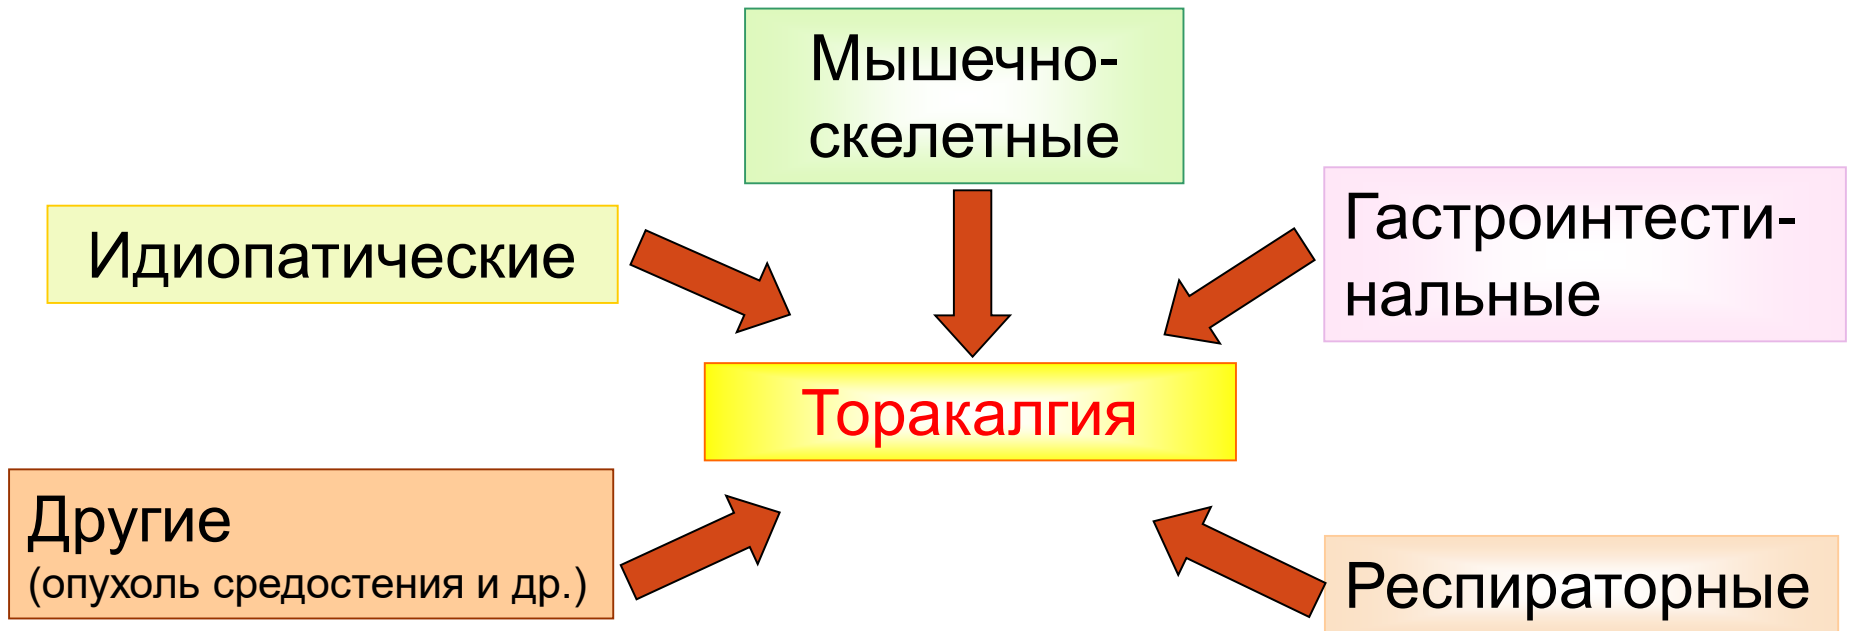 Мышечно-
скелетные
Идиопатические
Гастроинтести-
нальные
Торакалгия
Другие
(опухоль средостения и др.)
Респираторные